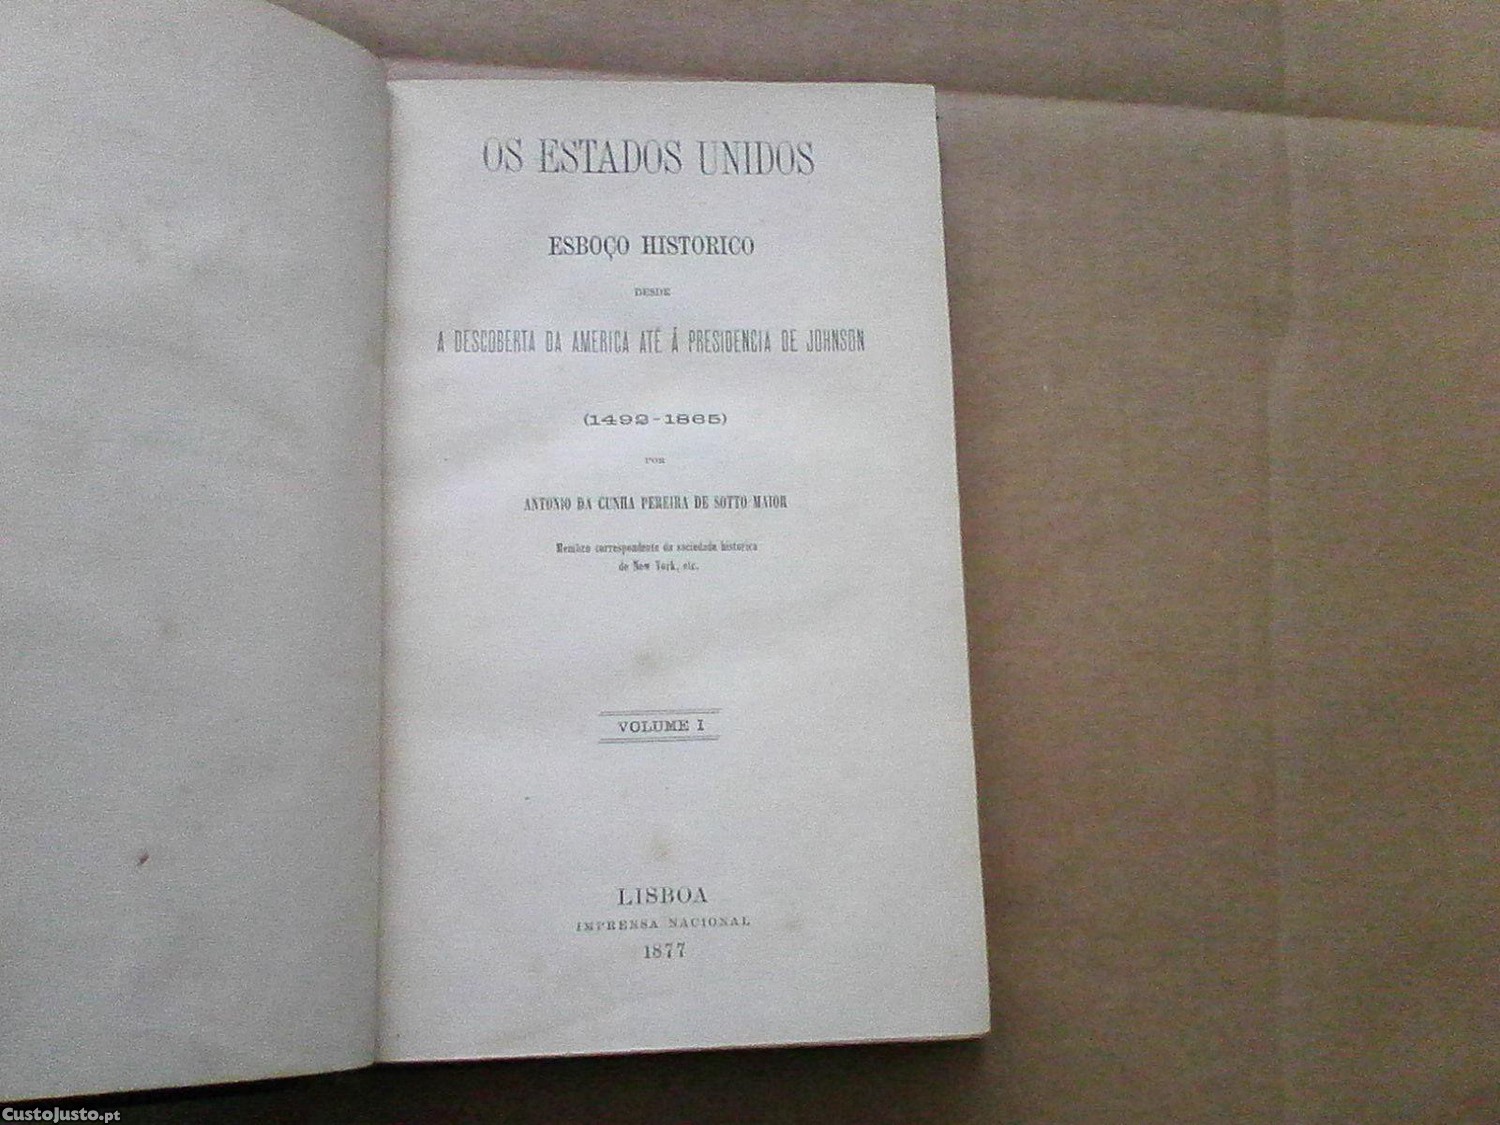 OS ESTADOS UNIDOS
ESBOÇO HISTORICO
DESDE
A DESCOBERTA DA AMERICA ATÉ Á PRESIDENCIA DE JOHNSON
(1492-1865)
POR
ANTONIO DA CUNHA PEREIRA DE SOTTO MAIOR
Membro correspondente da sociedade historica
de New York, etc.
VOLUME I
LISBOA
IMPRENSA NACIONAL
1877
CustoJusto.pt